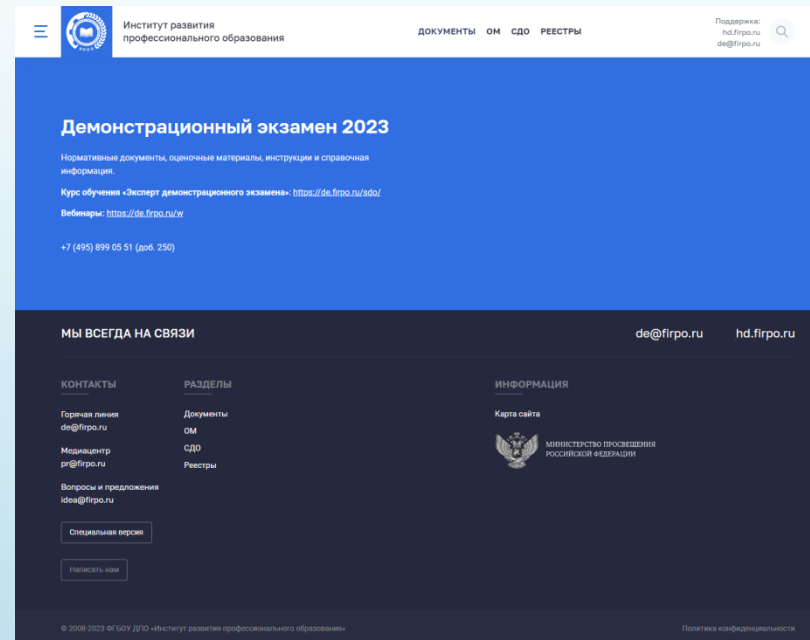 Институт развития
профессионального образования
ДОКУМЕНТЫ ОМ СДО РЕЕСТРЫ
Поддержка:
hd.firpo.ru
de@firpo.ru
Демонстрационный экзамен 2023
Нормативные документы, оценочные материалы, инструкции и справочная
информация.
Курс обучения «Эксперт демонстрационного экзамена»: https://de.firpo.ru/sdo/
Вебинары: https://de.firpo.ru/w
+7 (495) 899 05 51 (доб. 250)
МЫ ВСЕГДА НА СВЯЗИ
de@firpo.ru hd.firpo.ru
КОНТАКТЫ
Горячая линия
de@firpo.ru
Медиацентр
pr@firpo.ru
Вопросы и предложения
idea@firpo.ru
Специальная версия
Написать нам
РАЗДЕЛЫ
Документы
ОМ
СДО
Реестры
ИНФОРМАЦИЯ
Карта сайта
МИНИСТЕРСТВО ПРОСВЕЩЕНИЯ
РОССИЙСКОЙ ФЕДЕРАЦИИ
© 2008-2023 ФГБОУ ДПО «Институт развития профессионального образования»
Политика конфиденциальности